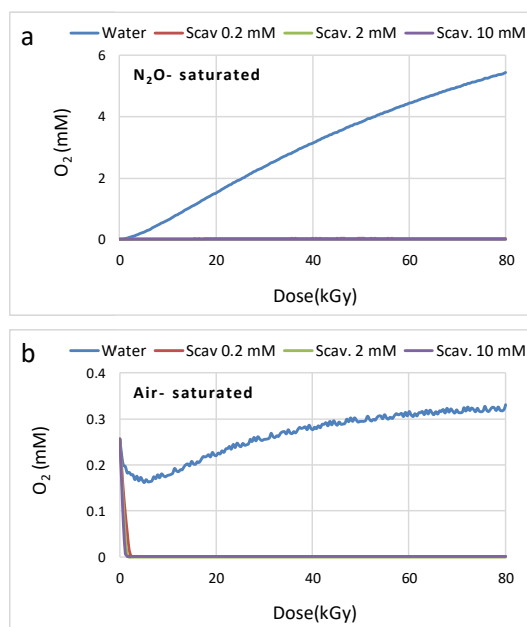 a
Water Scav 0.2 mM Scav. 2 mM Scav. 10 mM
N₂O- saturated
O₂ (mM)
6
4
2
0
0 20 40 60 80
Dose(kGy)
b
Water Scav 0.2 mM Scav. 2 mM Scav. 10 mM
Air- saturated
O₂ (mM)
0.4
0.3
0.2
0.1
0
0 20 40 60 80
Dose(kGy)